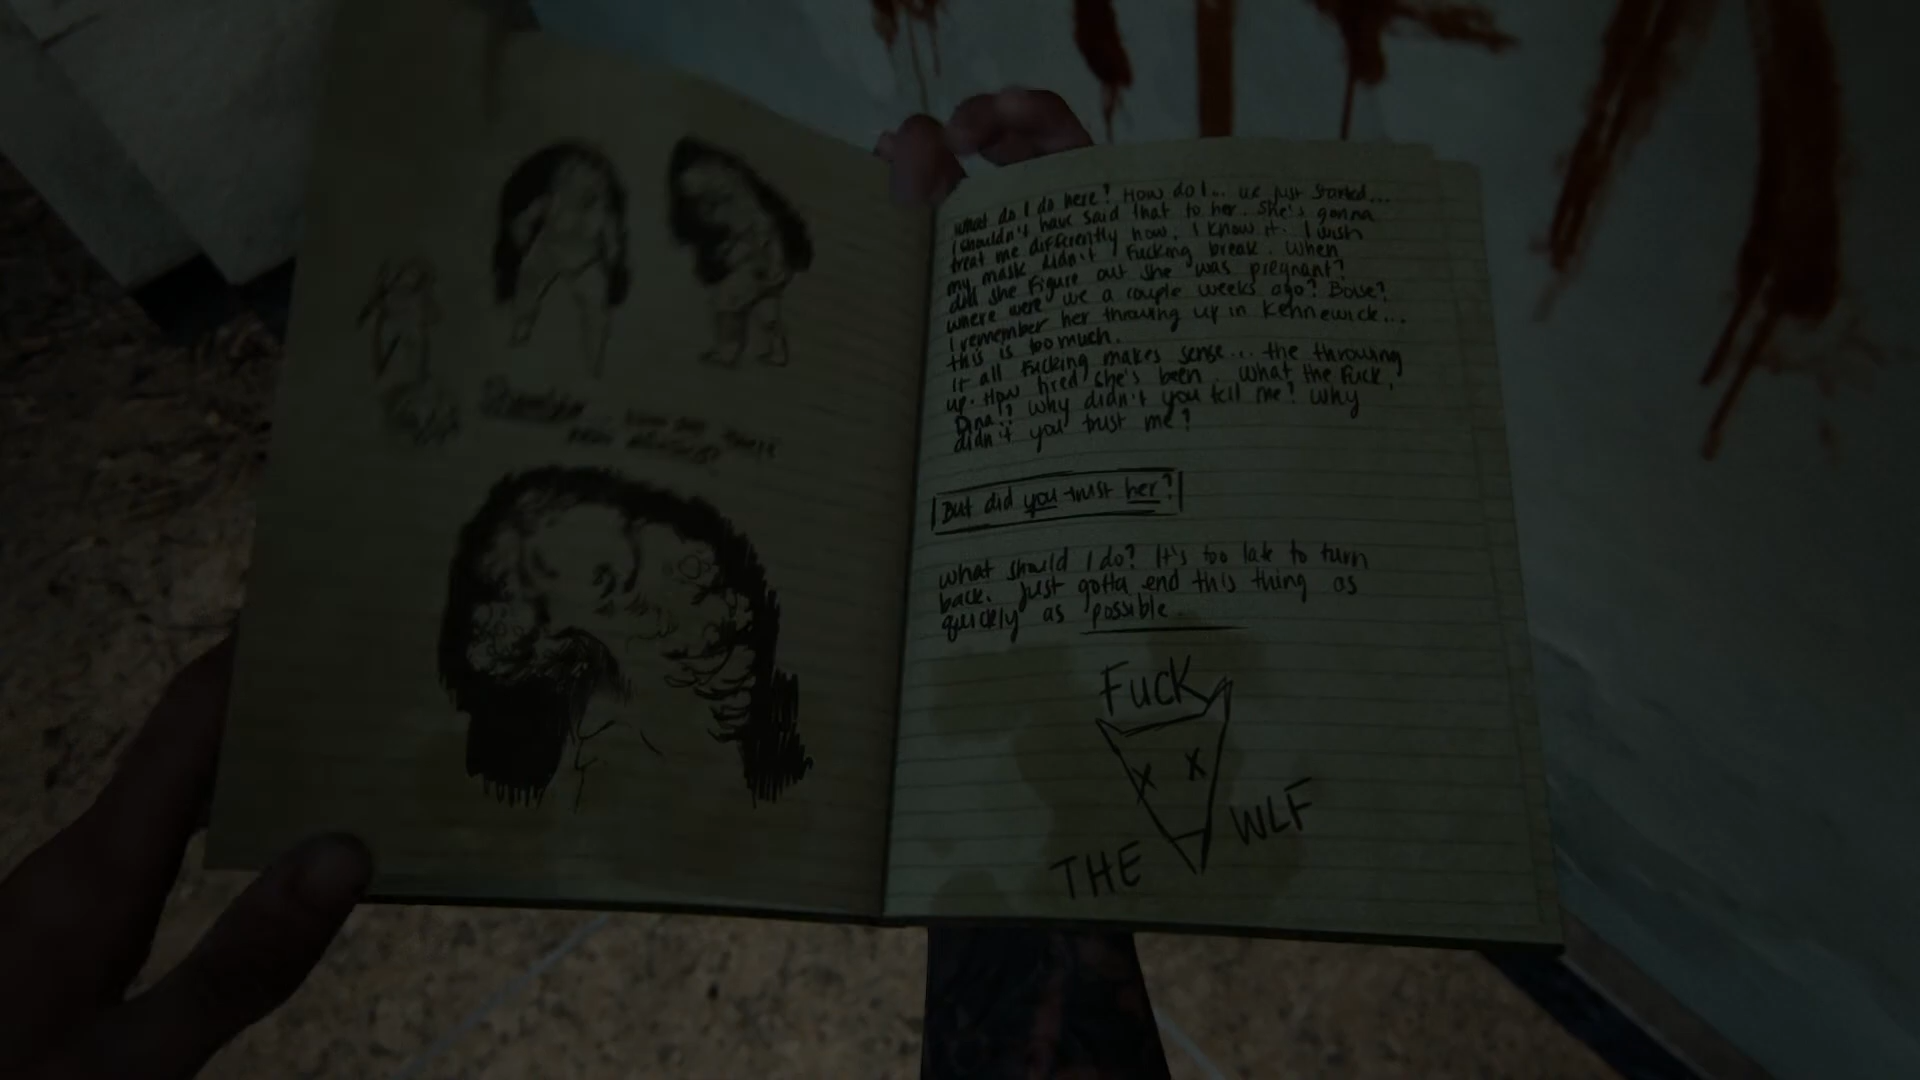 Shamblers
what do I do here? How do I... we just started...
I shouldn't have said that to her. She's gonna
treat me differently now. I know it. I wish
my mask didn't fucking break. When
did she figure out she was pregnant?
where were we a couple weeks ago? Boise?
I remember her throwing up in Kennewick...
this is too much.
it all fucking makes sense... the throwing
up. How tired she's been. What the fuck,
Dina?? Why didn't you tell me? Why
didn't you trust me?
But did you trust her?
what should I do? It's too late to turn
back. Just gotta end this thing as
quickly as possible.
Fuck
THE
WLF